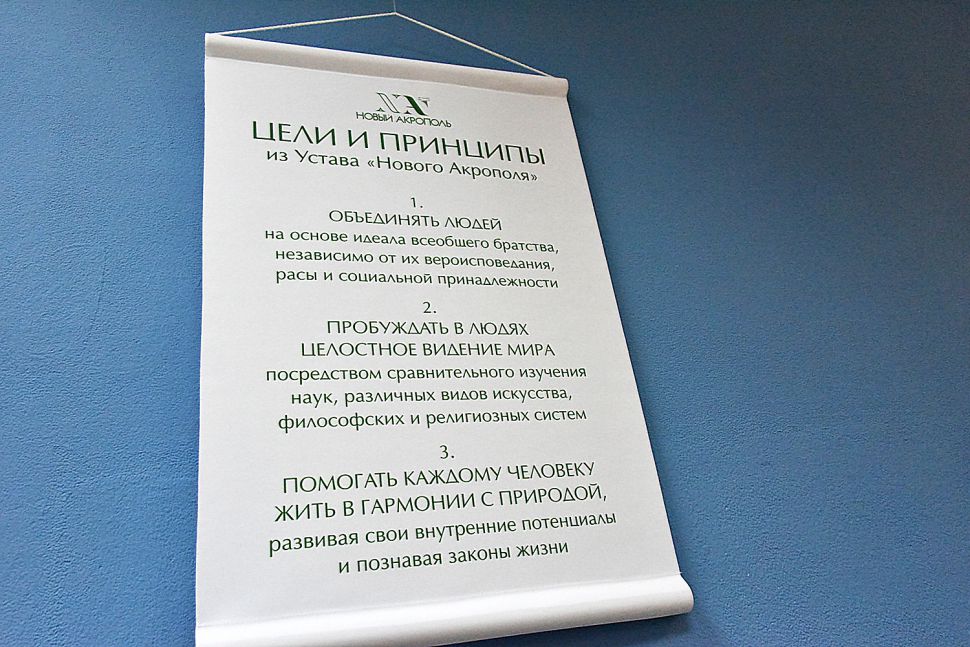 НОВЫЙ АКРОПОЛЬ
ЦЕЛИ И ПРИНЦИПЫ
из Устава «Нового Акрополя»
1.
ОБЪЕДИНЯТЬ ЛЮДЕЙ
на основе идеала всеобщего братства,
независимо от их вероисповедания,
расы и социальной принадлежности
2.
ПРОБУЖДАТЬ В ЛЮДЯХ
ЦЕЛОСТНОЕ ВИДЕНИЕ МИРА
посредством сравнительного изучения
наук, различных видов искусства,
философских и религиозных систем
3.
ПОМОГАТЬ КАЖДОМУ ЧЕЛОВЕКУ
ЖИТЬ В ГАРМОНИИ С ПРИРОДОЙ,
развивая свои внутренние потенциалы
и познавая законы жизни